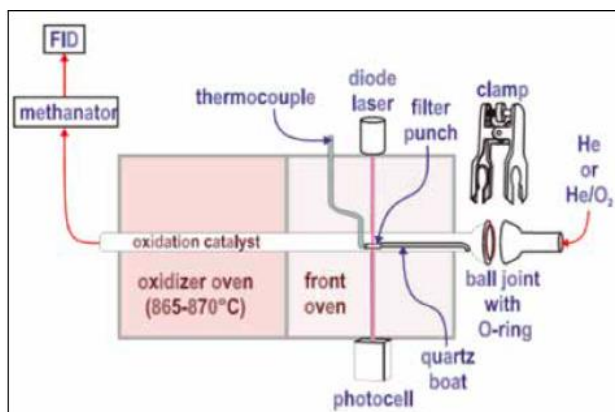 FID
methanator
thermocouple
diode
laser
filter
punch
clamp
He
or
He/O₂
oxidation catalyst
oxidizer oven
(865-870°C)
front
oven
ball joint
with
O-ring
quartz
boat
photocell